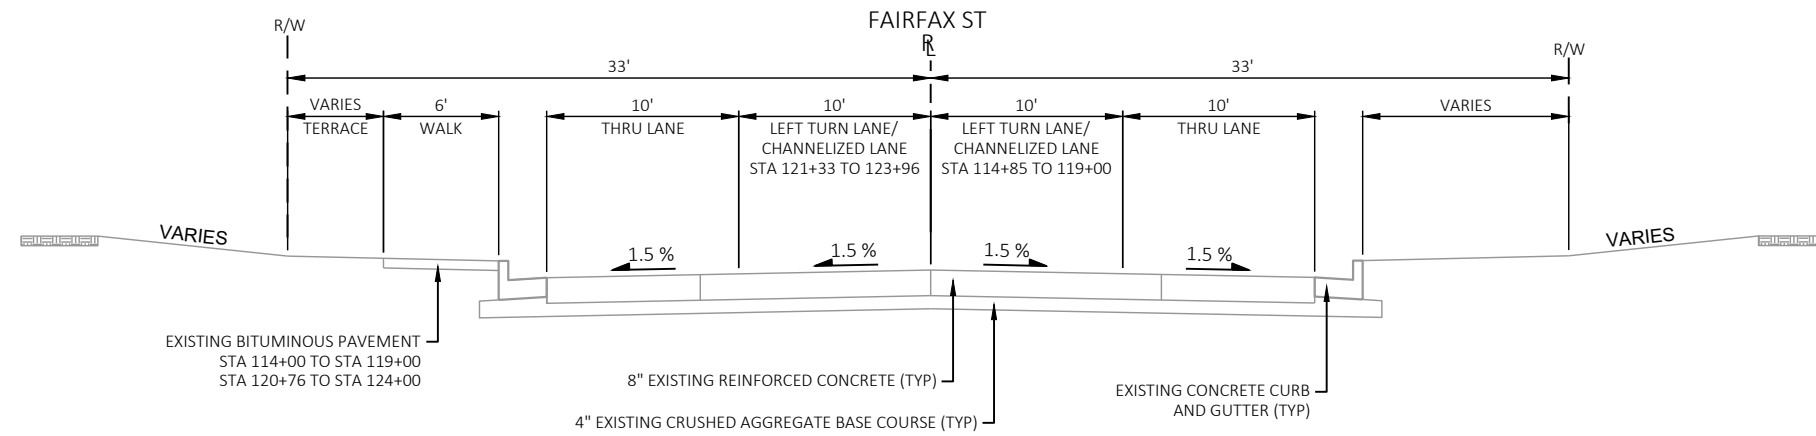 FAIRFAX ST
R/W
R/L
R/W
33'
33'
VARIES
6'
10'
10'
10'
10'
VARIES
TERRACE
WALK
THRU LANE
LEFT TURN LANE/
CHANNELIZED LANE
STA 121+33 TO 123+96
LEFT TURN LANE/
CHANNELIZED LANE
STA 114+85 TO 119+00
THRU LANE
VARIES
VARIES
1.5 %
1.5 %
1.5 %
1.5 %
EXISTING BITUMINOUS PAVEMENT
STA 114+00 TO STA 119+00
STA 120+76 TO STA 124+00
8" EXISTING REINFORCED CONCRETE (TYP)
EXISTING CONCRETE CURB
AND GUTTER (TYP)
4" EXISTING CRUSHED AGGREGATE BASE COURSE (TYP)